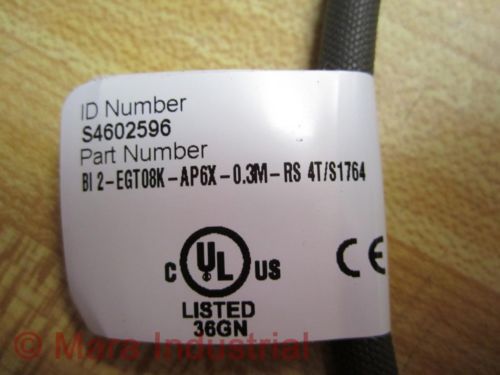 ID Number
S4602596
Part Number
BI 2-EGT08K-AP6X-0.3M-RS 4T/S1764
C UL US CE
LISTED
36GN
© Mara Industrial